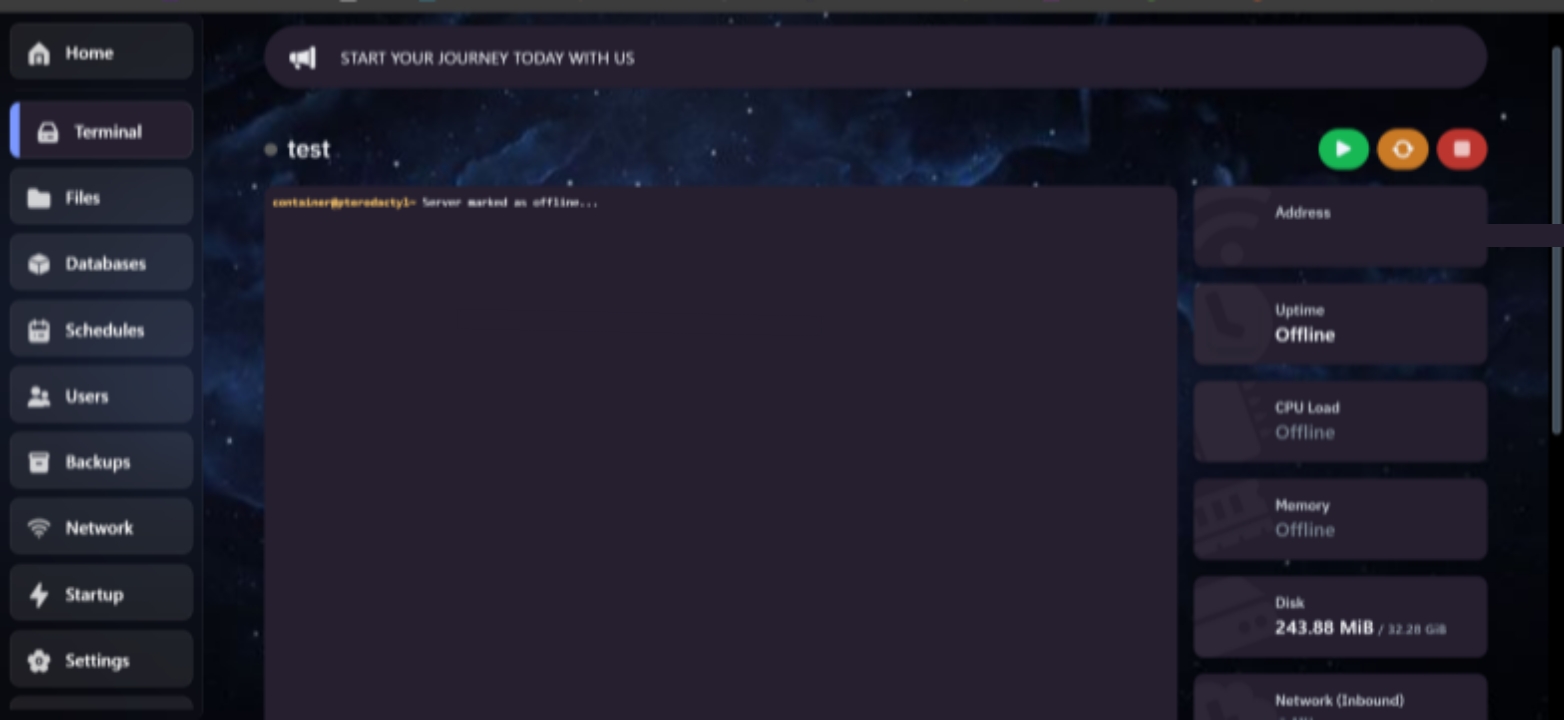 Home
Terminal
Files
Databases
Schedules
Users
Backups
Network
Startup
Settings
START YOUR JOURNEY TODAY WITH US
test
container@pterodactyl~ Server marked as offline...
Address
Uptime
Offline
CPU Load
Offline
Memory
Offline
Disk
243.88 MiB / 32.28 GiB
Network (Inbound)